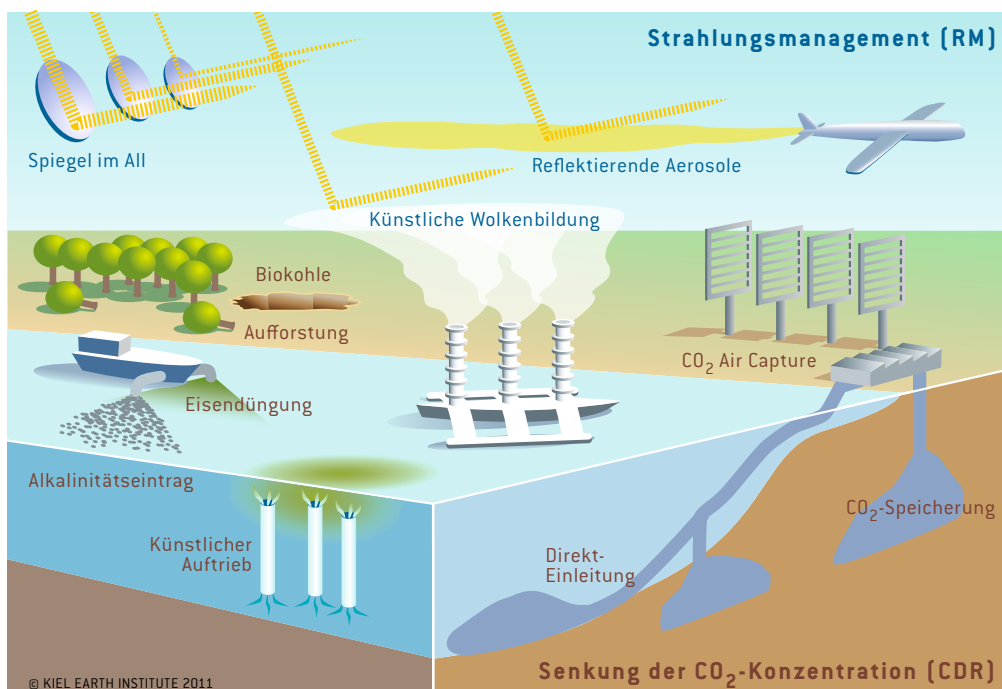 Strahlungsmanagement (RM)
Spiegel im All
Reflektierende Aerosole
Künstliche Wolkenbildung
Biokohle
Aufforstung
CO₂ Air Capture
Eisendüngung
Alkalinitätseintrag
CO₂-Speicherung
Künstlicher
Auftrieb
Direkt-
Einleitung
Senkung der CO₂-Konzentration (CDR)
© KIEL EARTH INSTITUTE 2011